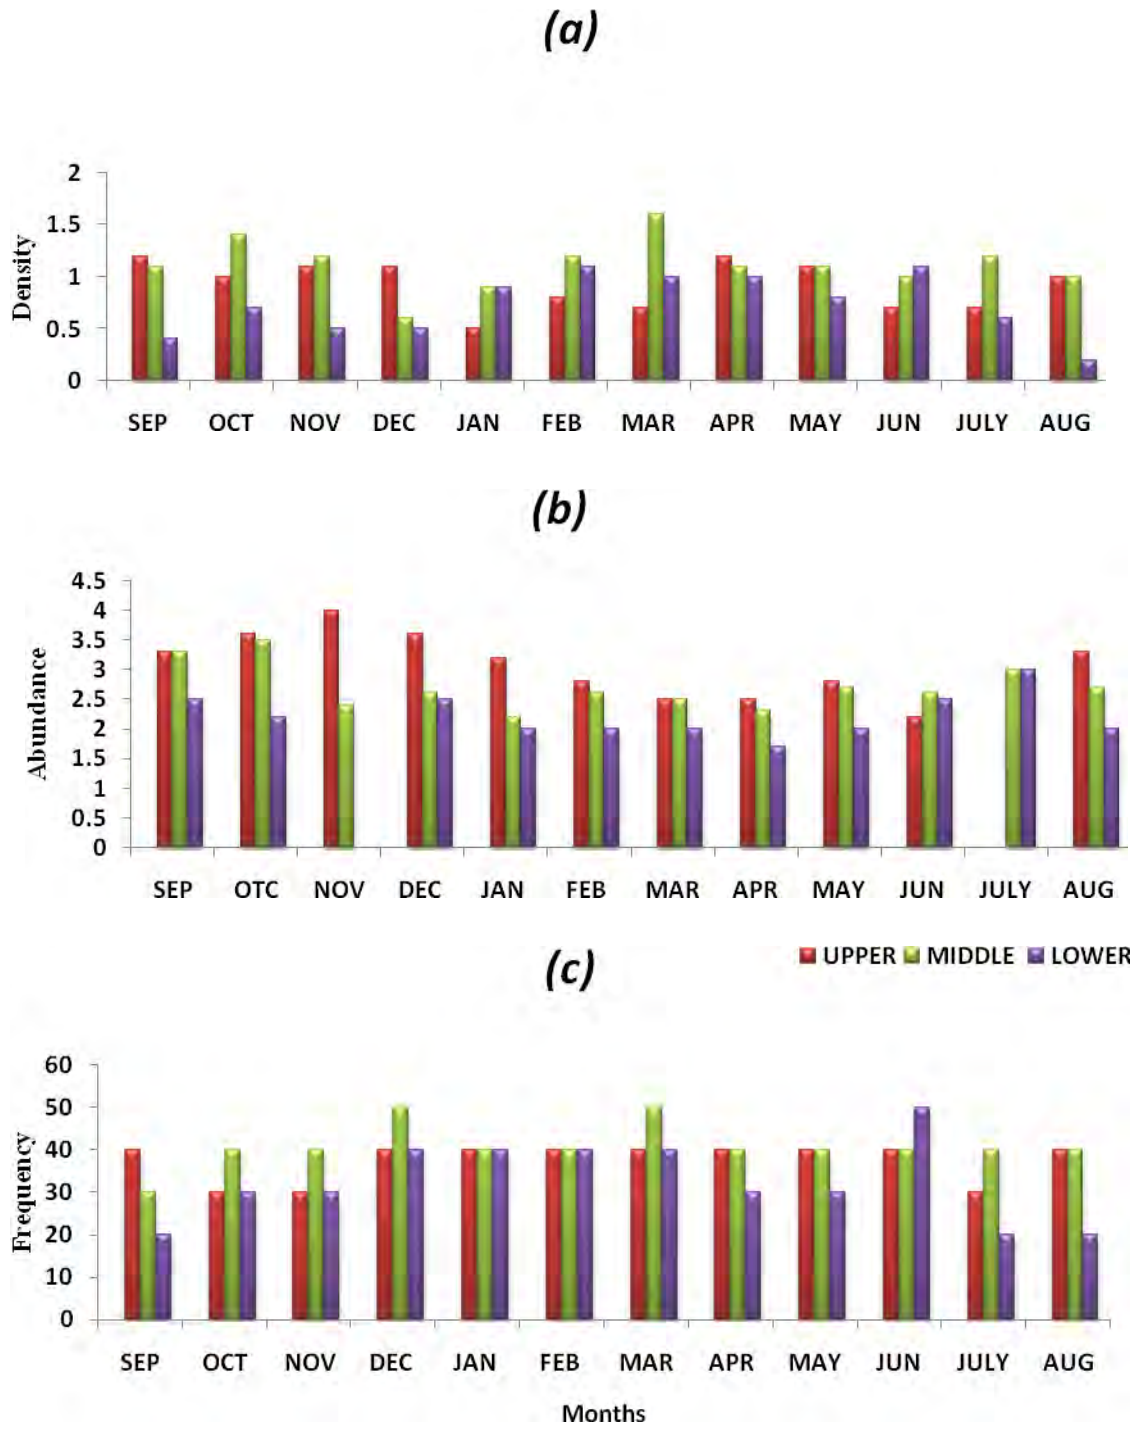 (a)
2
1.5
1
0.5
0
Density
SEP OCT NOV DEC JAN FEB MAR APR MAY JUN JULY AUG
(b)
4.5
4
3.5
3
2.5
2
1.5
1
0.5
0
Abundance
SEP OTC NOV DEC JAN FEB MAR APR MAY JUN JULY AUG
UPPER MIDDLE LOWER
(c)
60
50
40
30
20
10
0
Frequency
SEP OCT NOV DEC JAN FEB MAR APR MAY JUN JULY AUG
Months